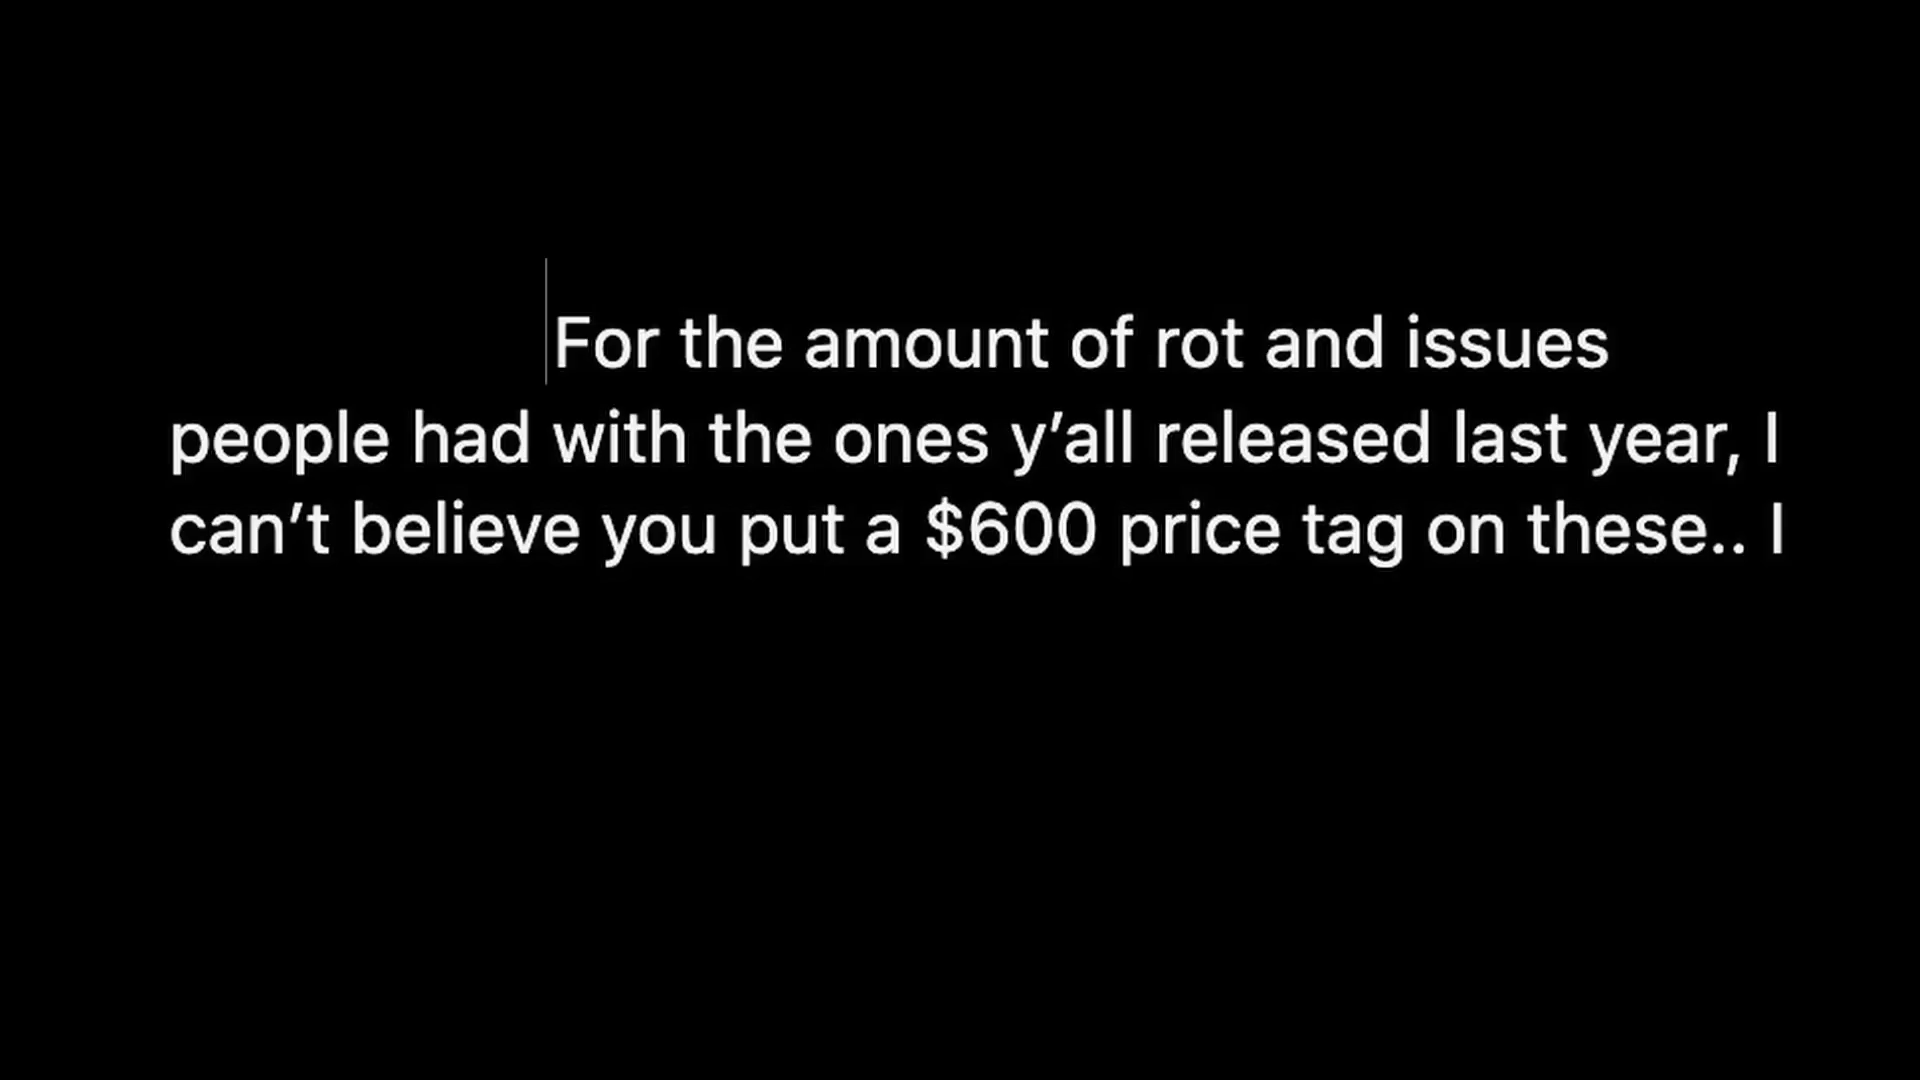 For the amount of rot and issues
people had with the ones y’all released last year, I
can’t believe you put a $600 price tag on these.. I